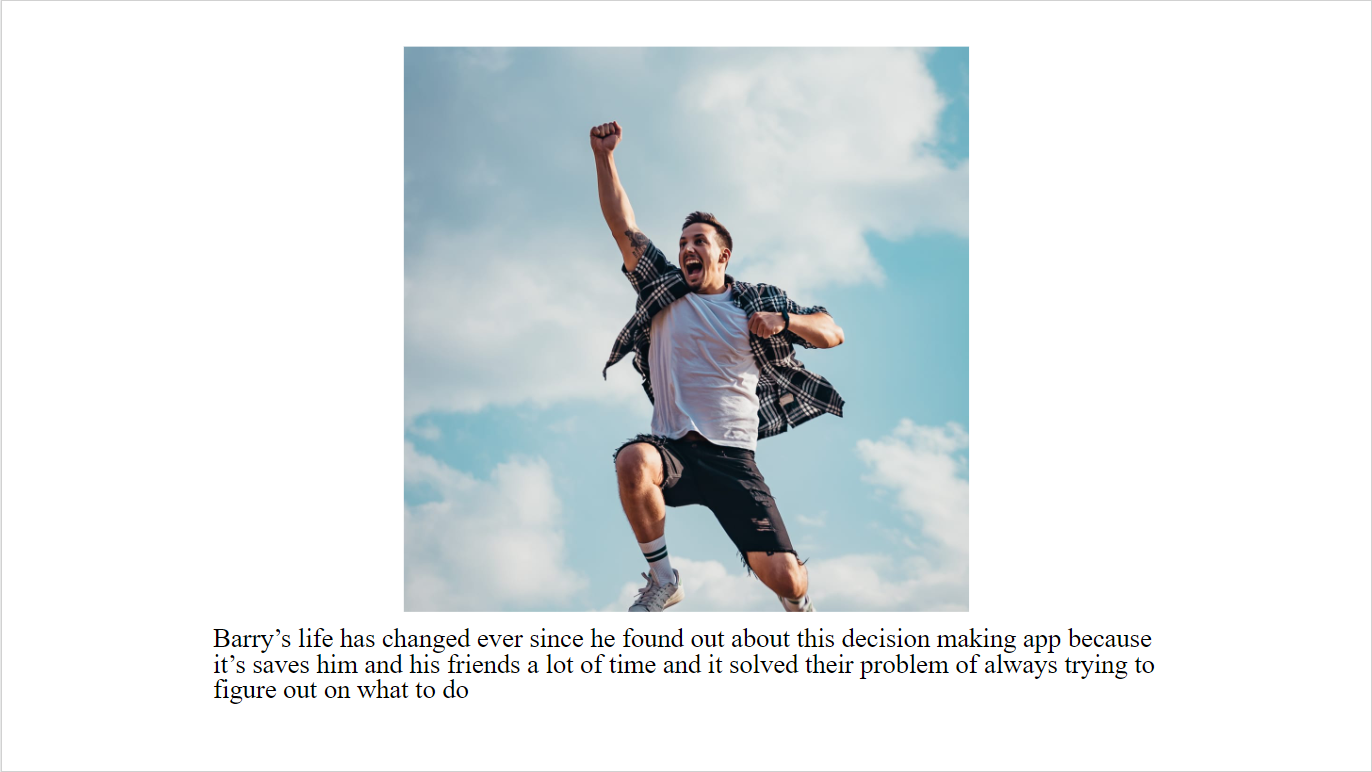 Barry’s life has changed ever since he found out about this decision making app because
it’s saves him and his friends a lot of time and it solved their problem of always trying to
figure out on what to do